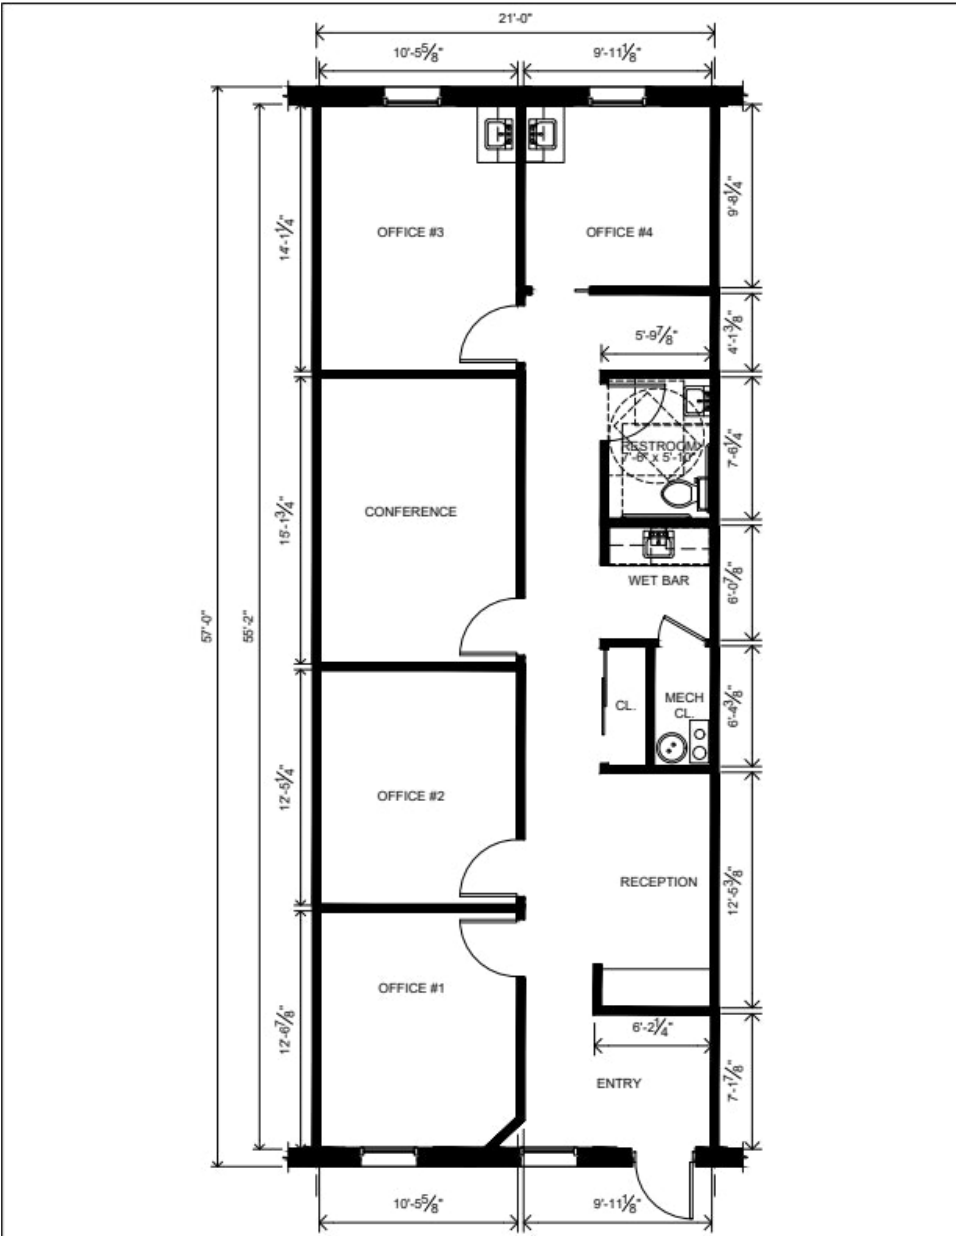 21'-0"
10'-5⅝"
9'-11⅛"
14'-1¼"
9'-8¼"
OFFICE #3
OFFICE #4
4'-1⅜"
5'-9⅞"
7'-6¼"
RESTROOM
7'-6" x 5'-10"
15'-1¾"
CONFERENCE
WET BAR
6'-0⅞"
57'-0"
55'-2"
CL.
MECH
CL.
6'-4⅜"
12'-5¼"
OFFICE #2
RECEPTION
12'-5⅜"
OFFICE #1
12'-6⅞"
6'-2¼"
ENTRY
7'-1⅞"
10'-5⅝"
9'-11⅛"